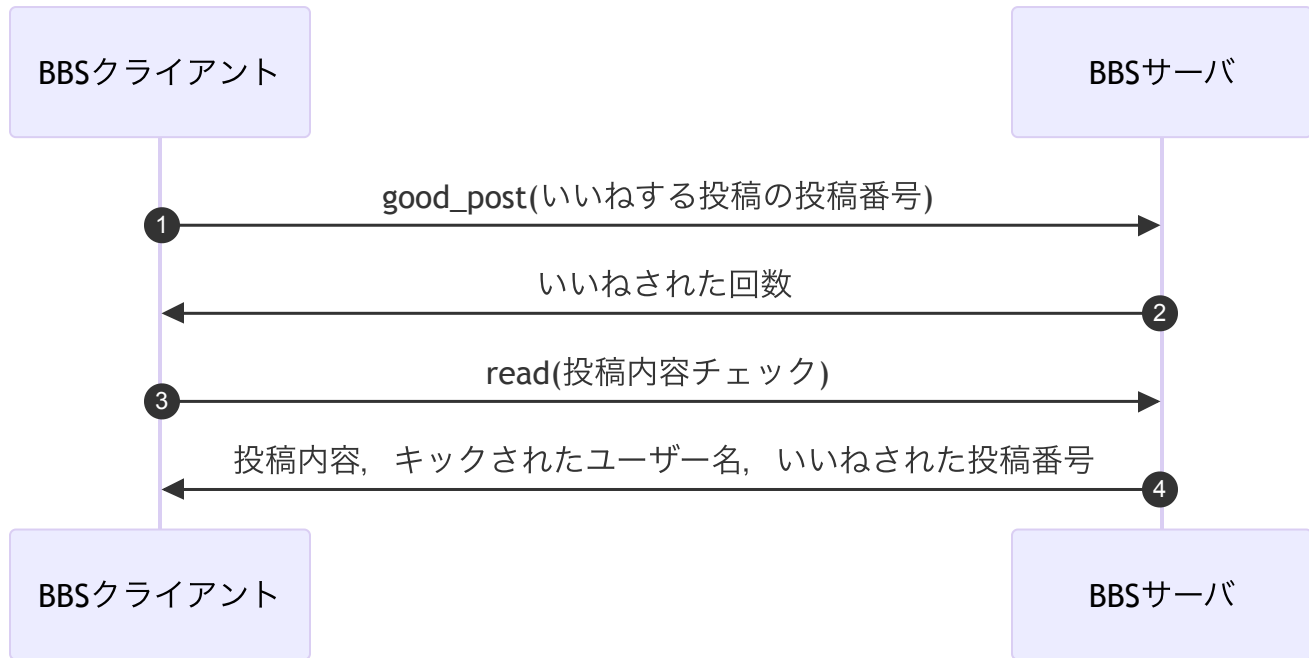 BBSクライアント
BBSサーバ
good_post(いいねする投稿の投稿番号)
1
いいねされた回数
2
read(投稿内容チェック)
3
投稿内容，キックされたユーザー名，いいねされた投稿番号
4
BBSクライアント
BBSサーバ